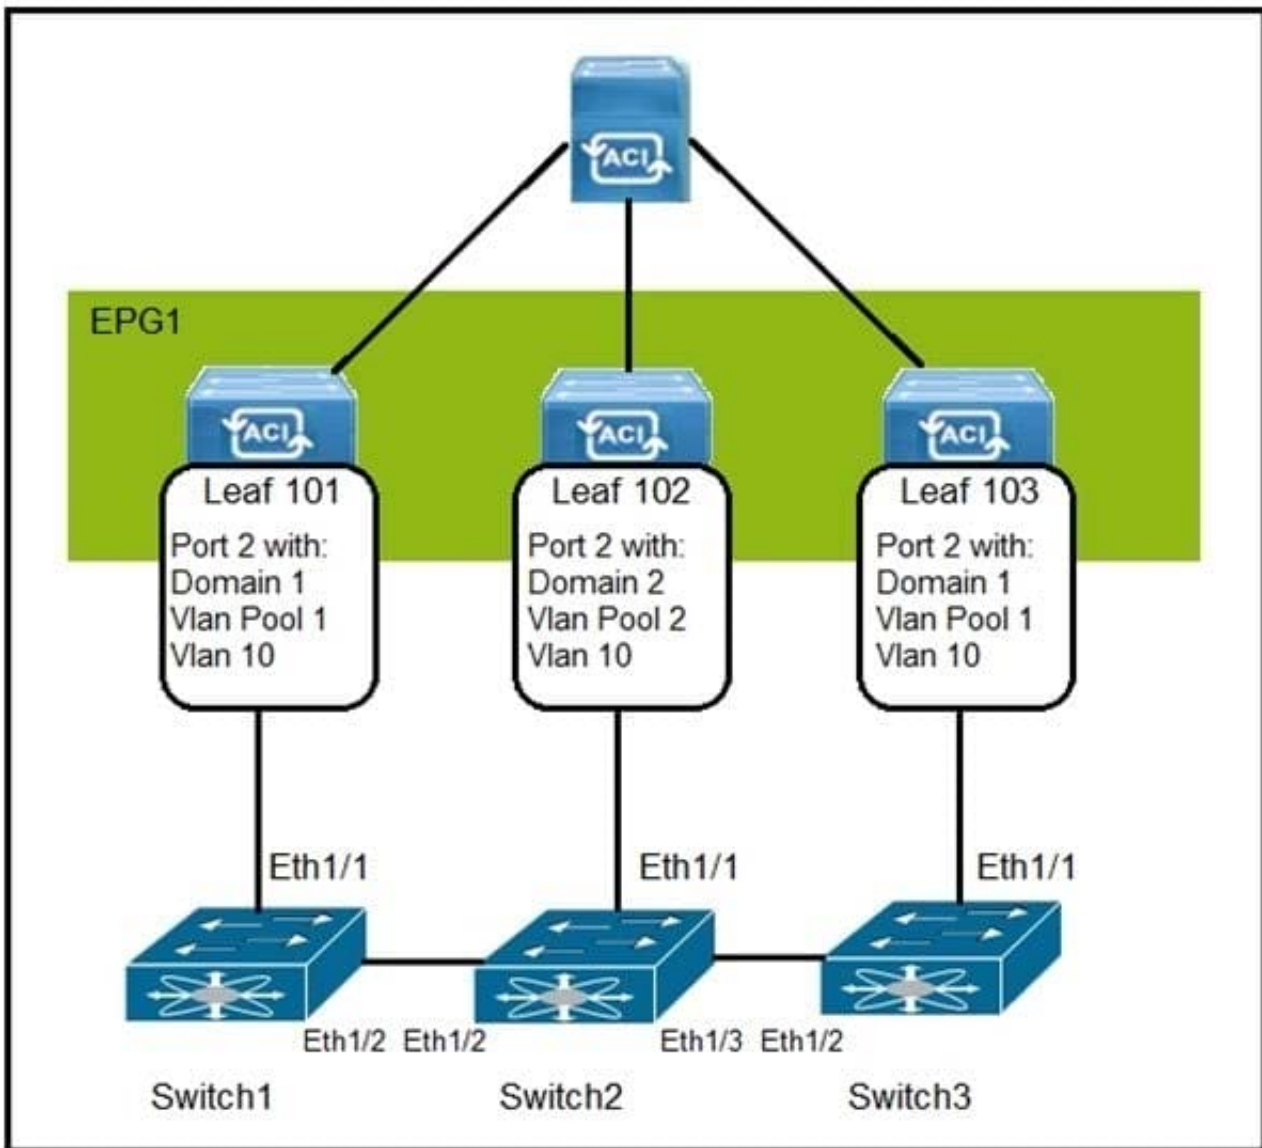 ACI
EPG1
ACI
ACI
ACI
Leaf 101
Port 2 with:
Domain 1
Vlan Pool 1
Vlan 10
Leaf 102
Port 2 with:
Domain 2
Vlan Pool 2
Vlan 10
Leaf 103
Port 2 with:
Domain 1
Vlan Pool 1
Vlan 10
Eth1/1
Eth1/1
Eth1/1
Eth1/2
Eth1/2
Eth1/3
Eth1/2
Switch1
Switch2
Switch3